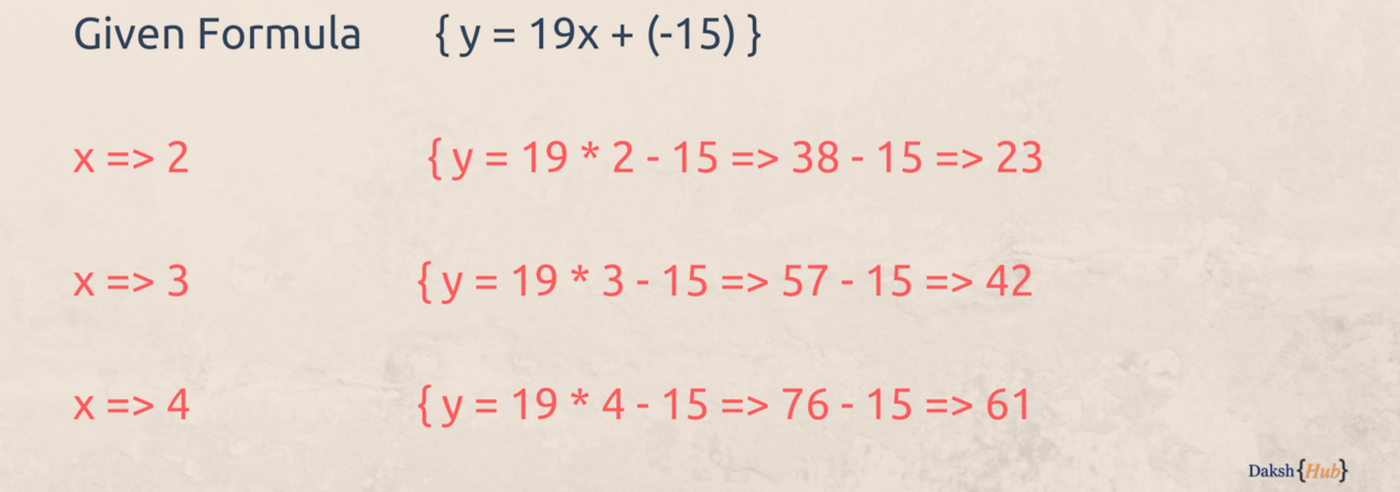 Given Formula { y = 19x + (-15) }
x => 2 { y = 19 * 2 - 15 => 38 - 15 => 23
x => 3 { y = 19 * 3 - 15 => 57 - 15 => 42
x => 4 { y = 19 * 4 - 15 => 76 - 15 => 61
Daksh{Hub}